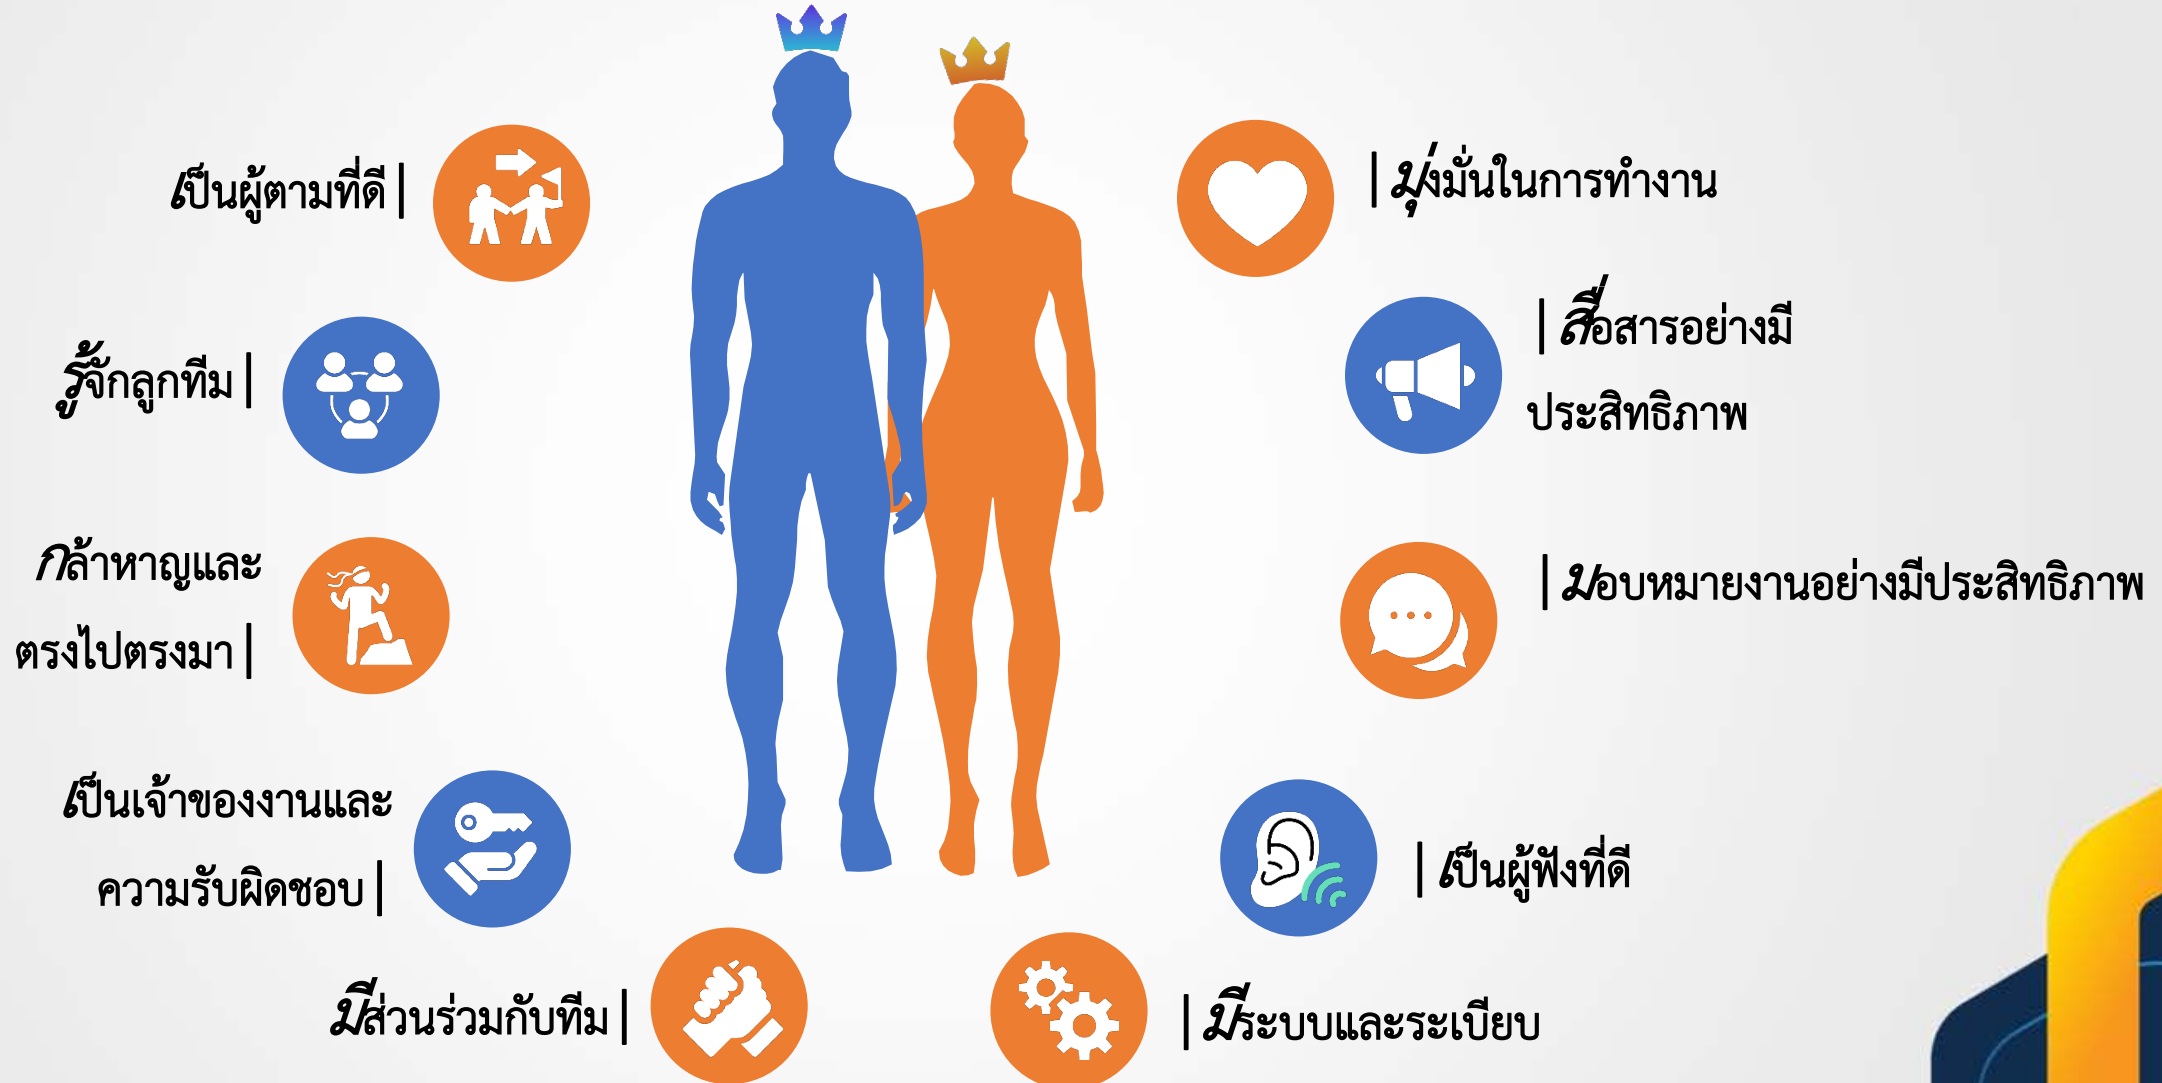 เป็นผู้ตามที่ดี |
รู้จักลูกทีม |
กล้าหาญและ
ตรงไปตรงมา |
เป็นเจ้าของงานและ
ความรับผิดชอบ |
มีส่วนร่วมกับทีม |
| มุ่งมั่นในการทำงาน
| สื่อสารอย่างมี
ประสิทธิภาพ
| มอบหมายงานอย่างมีประสิทธิภาพ
| เป็นผู้ฟังที่ดี
| มีระบบและระเบียบ